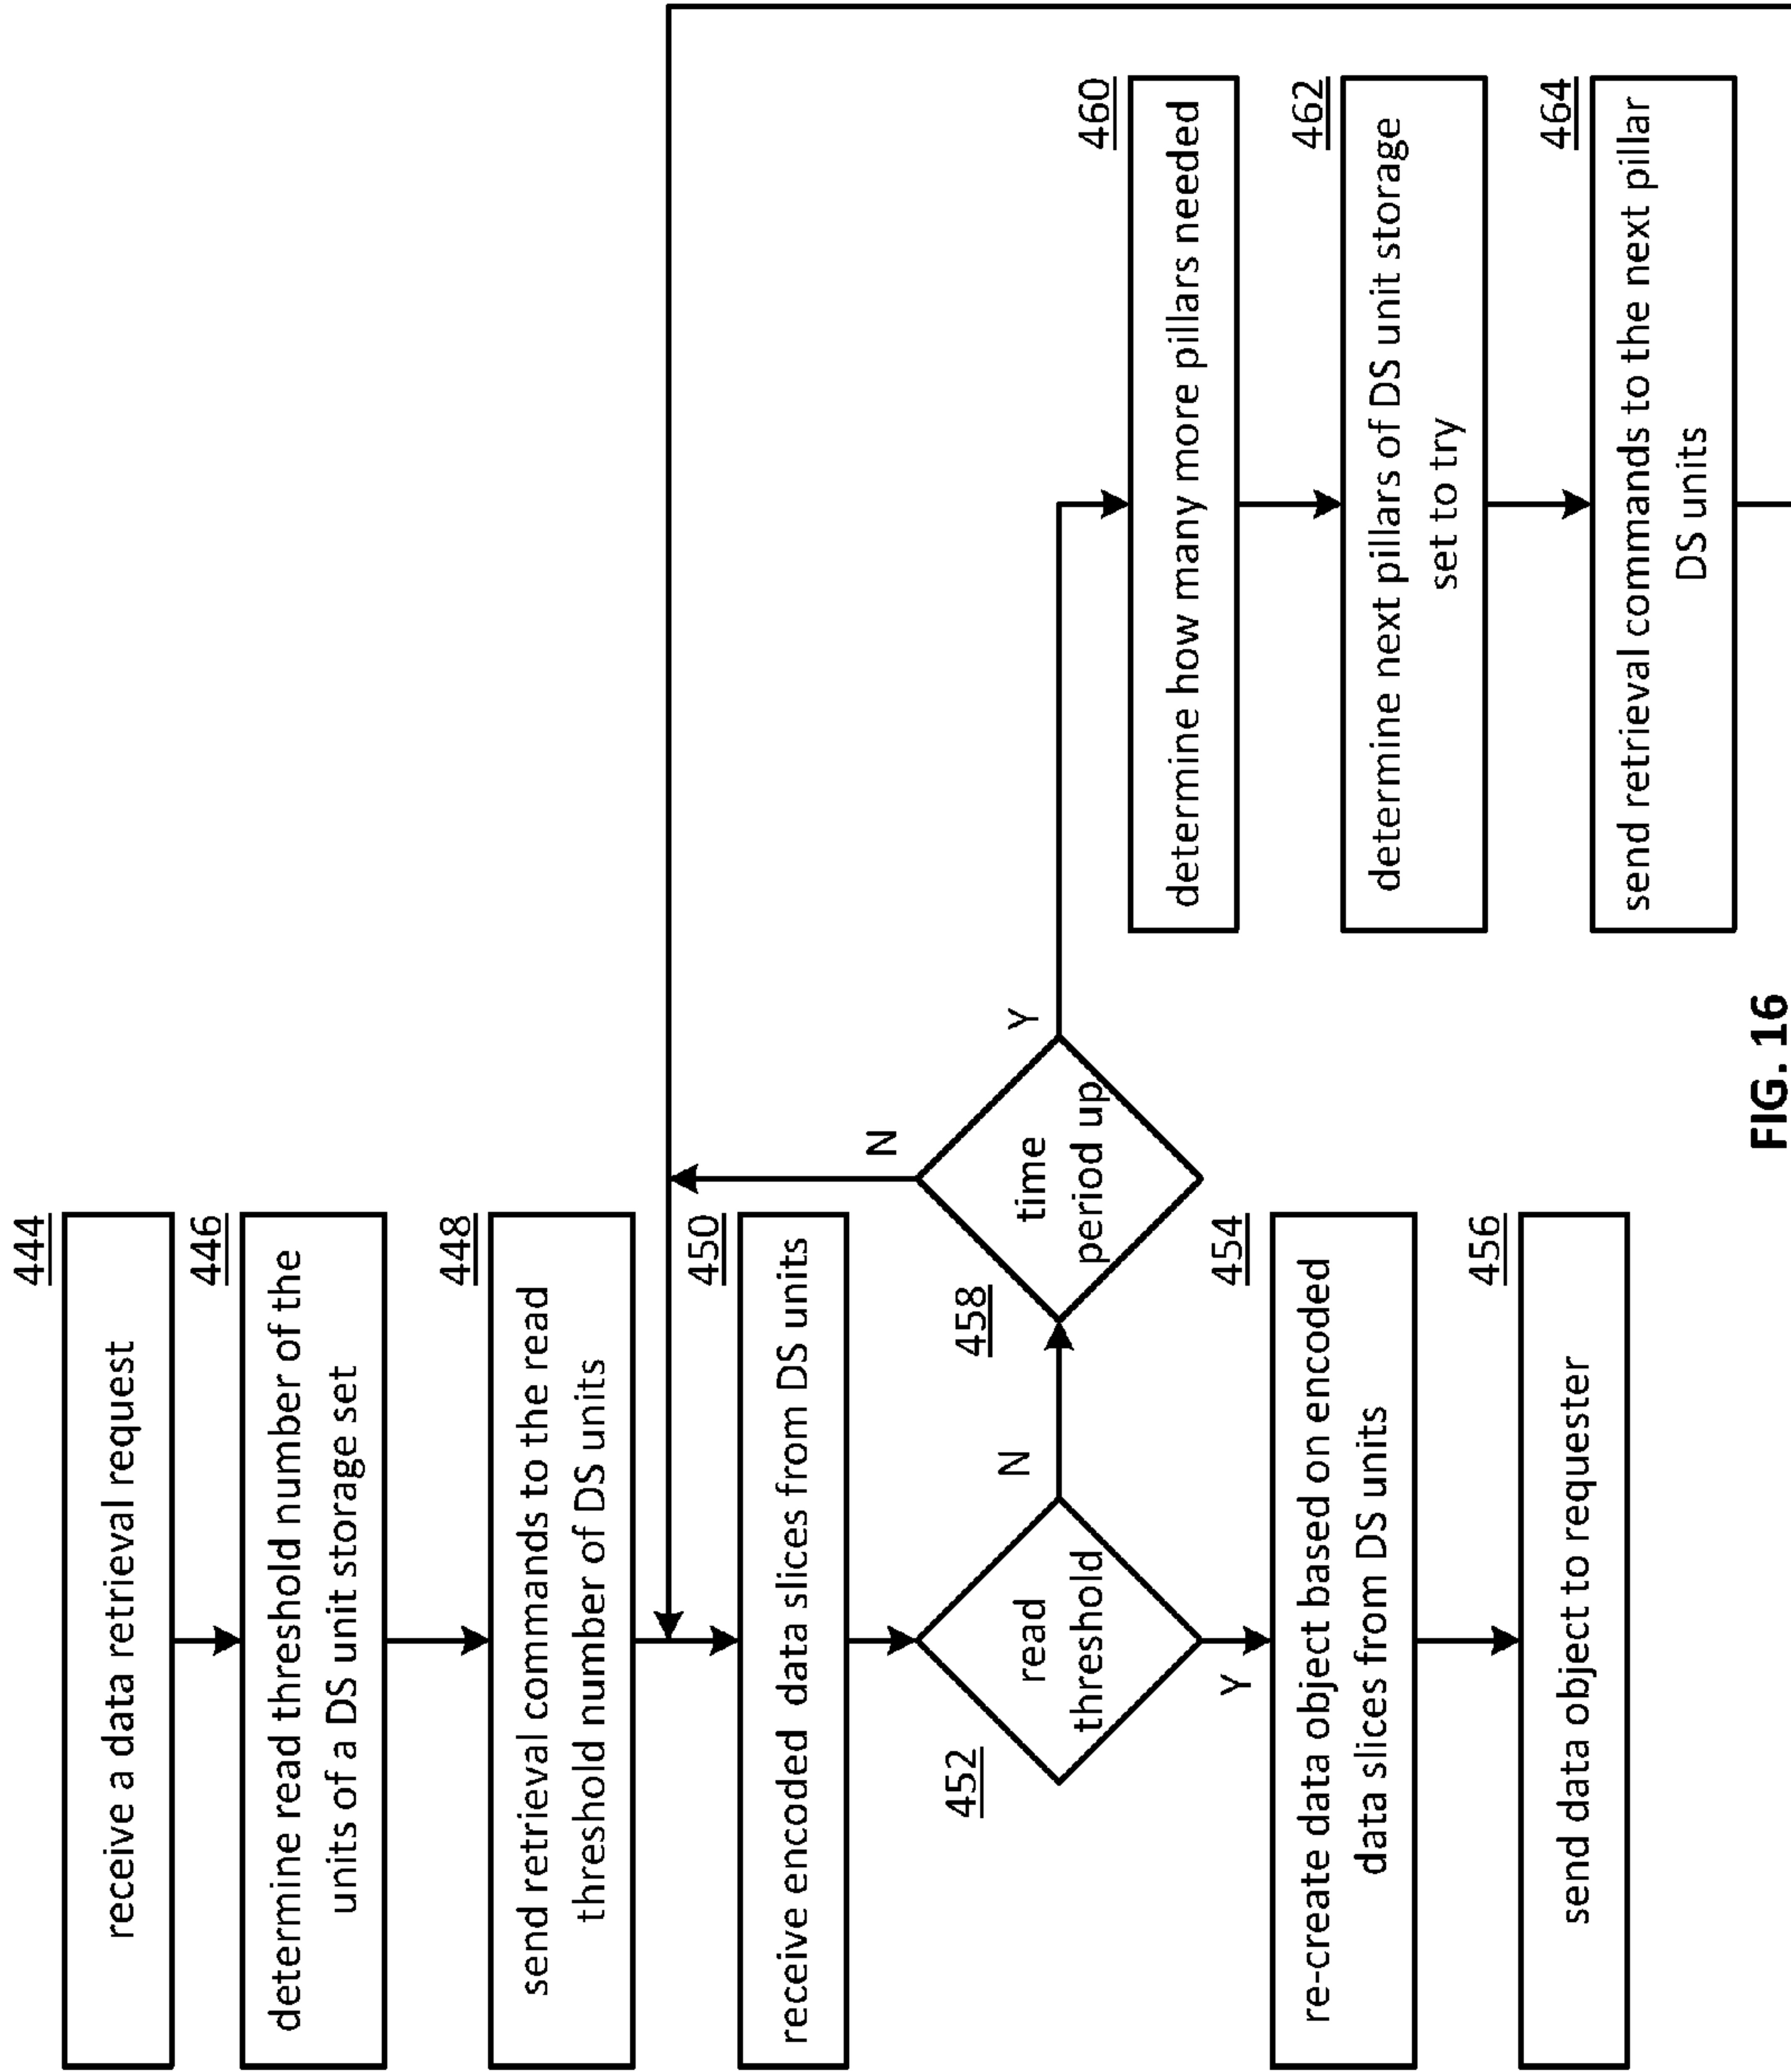 444
receive a data retrieval request
446
determine read threshold number of the
units of a DS unit storage set
448
send retrieval commands to the read
threshold number of DS units
450
receive encoded data slices from DS units
452
read
threshold
N
Y
458
time
period up
N
Y
454
re-create data object based on encoded
data slices from DS units
456
send data object to requester
460
determine how many more pillars needed
462
determine next pillars of DS unit storage
set to try
464
send retrieval commands to the next pillar
DS units
FIG. 16